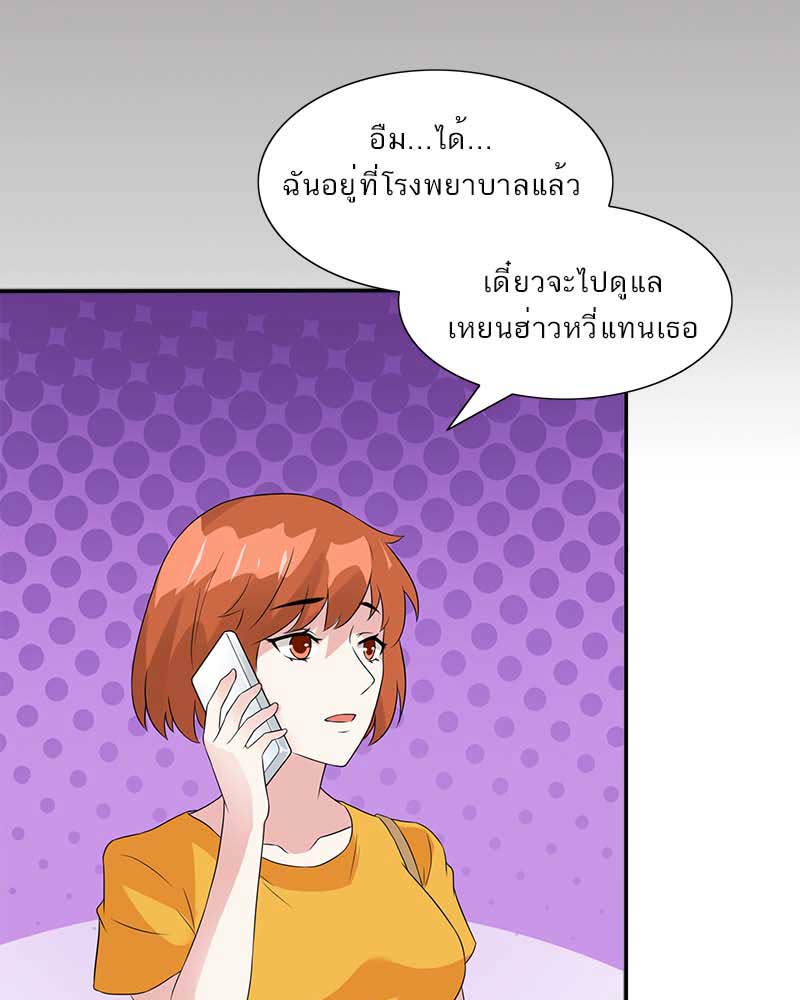 อืม...ได้...
ฉันอยู่ที่โรงพยาบาลแล้ว
เดี๋ยวจะไปดูแล
เหยียนฮ่าวหวี่แทนเธอ